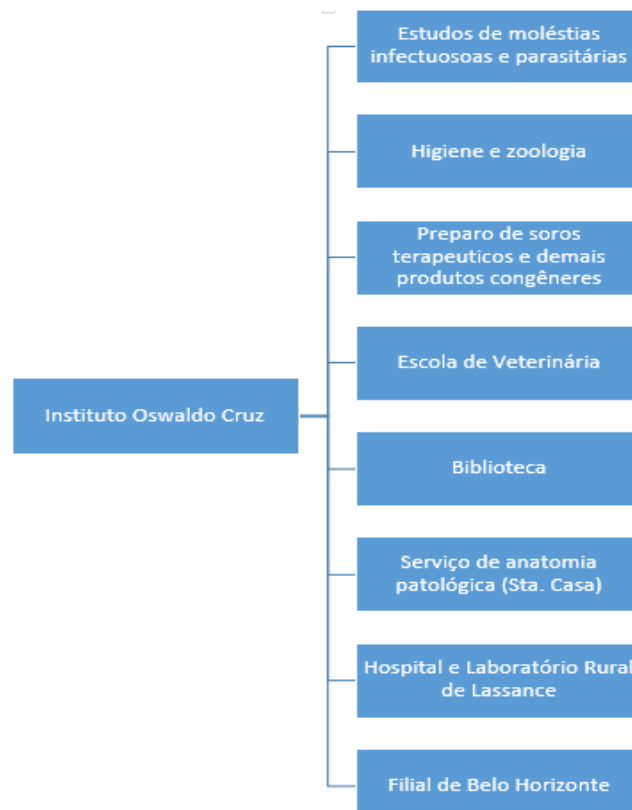 Estudos de moléstias
infectuosoas e parasitárias
Higiene e zoologia
Preparo de soros
terapeuticos e demais
produtos congêneres
Escola de Veterinária
Instituto Oswaldo Cruz
Biblioteca
Serviço de anatomia
patológica (Sta. Casa)
Hospital e Laboratório Rural
de Lassance
Filial de Belo Horizonte